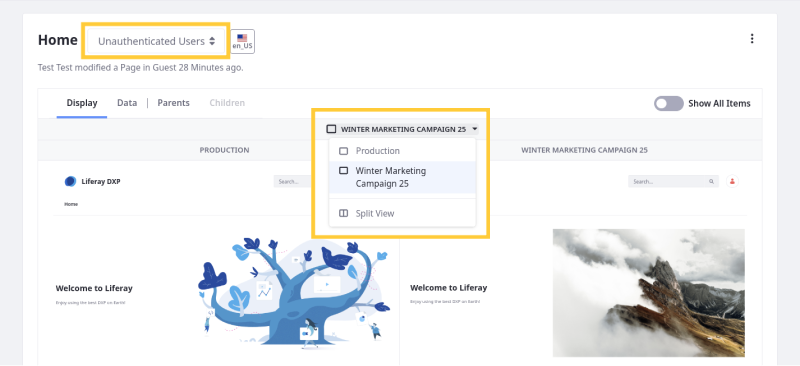 Home
Unauthenticated Users
en_US
Test Test modified a Page in Guest 28 Minutes ago.
Display
Data
Parents
Children
Show All Items
WINTER MARKETING CAMPAIGN 25
Production
Winter Marketing
Campaign 25
Split View
PRODUCTION
WINTER MARKETING CAMPAIGN 25
Liferay DXP
Search...
Search...
Home
Welcome to Liferay
Enjoy using the best DXP on Earth!
Welcome to Liferay
Enjoy using the best DXP on Earth!